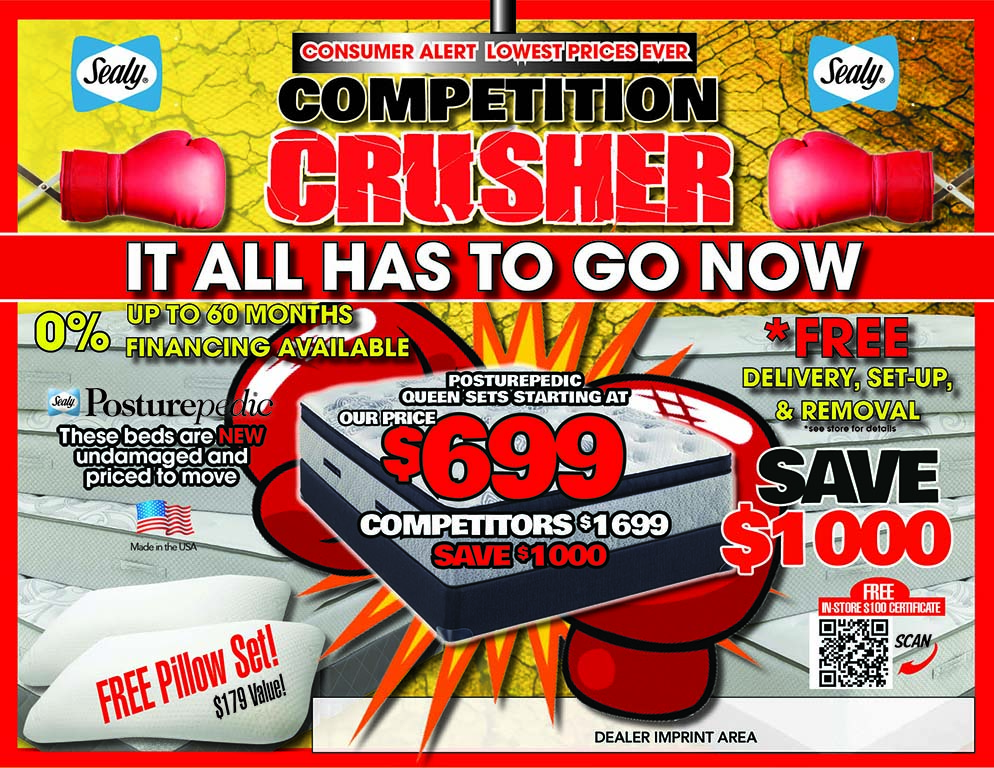 Sealy®
Sealy®
CONSUMER ALERT LOWEST PRICES EVER
COMPETITION
CRUSHER
IT ALL HAS TO GO NOW
0% UP TO 60 MONTHS
FINANCING AVAILABLE
Sealy Posturepedic
These beds are NEW
undamaged and
priced to move
Made in the USA
POSTUREPEDIC
QUEEN SETS STARTING AT
OUR PRICE
$699
COMPETITORS $1699
SAVE $1000
*FREE
DELIVERY, SET-UP,
& REMOVAL
*see store for details
SAVE
$1000
FREE
IN-STORE $100 CERTIFICATE
SCAN
FREE Pillow Set!
$179 Value!
DEALER IMPRINT AREA